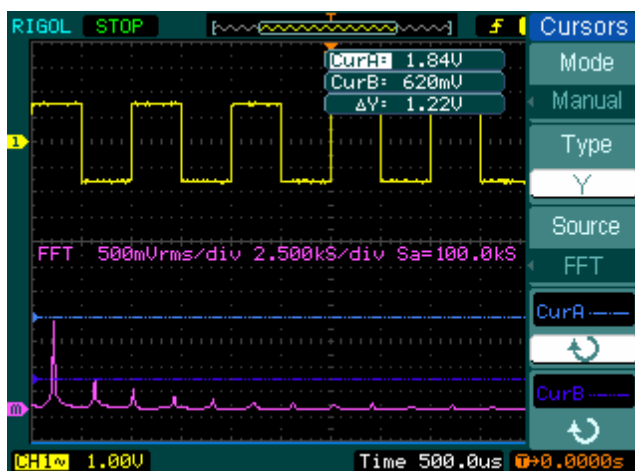 RIGOL STOP
Cursors
CurA: 1.84V
CurB: 620mV
ΔY: 1.22V
Mode
Manual
Type
Y
Source
FFT
1
FFT 500mVrms/div 2.500kS/div Sa=100.0kS
CurA
CurB
M
CH1~ 1.00V
Time 500.0us
T→0.0000s